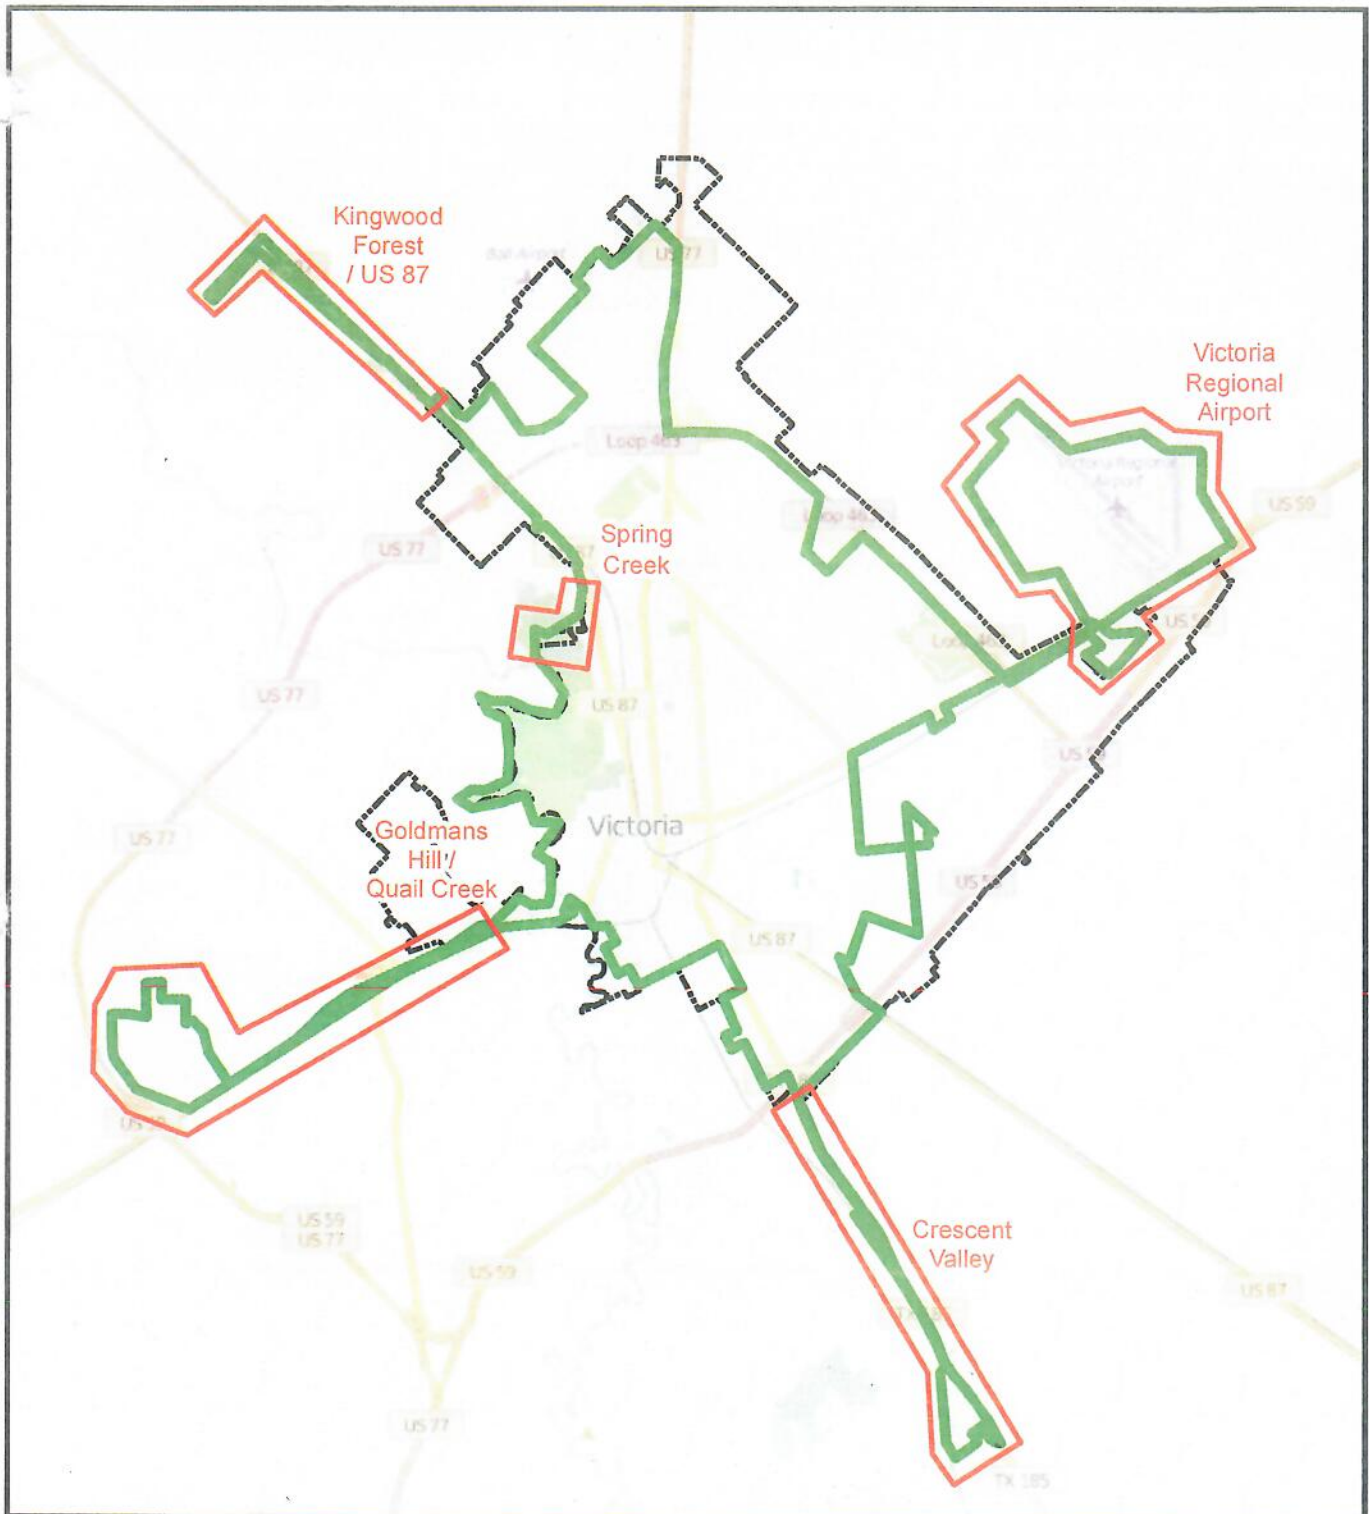 Kingwood
Forest
/ US 87
US 77
Victoria
Regional
Airport
Loop 463
US 59
Spring
Creek
US 77
US 77
US 87
US 77
Victoria
Goldmans
Hill /
Quail Creek
US 87
US 59
US 77
US 59
Crescent
Valley
US 87
US 77
TX 185